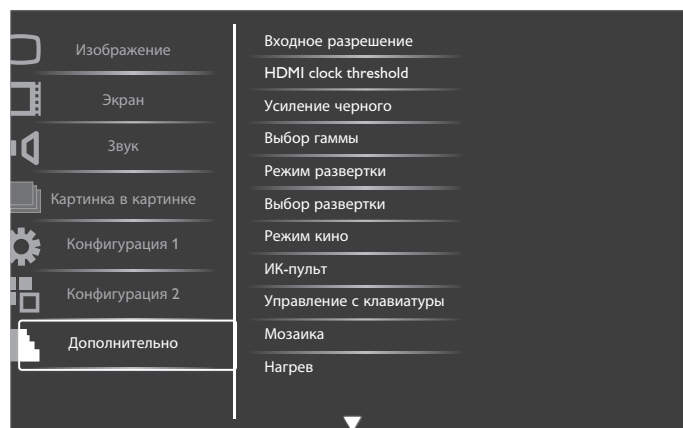 Изображение
Экран
Звук
Картинка в картинке
Конфигурация 1
Конфигурация 2
Дополнительно
Входное разрешение
HDMI clock threshold
Усиление черного
Выбор гаммы
Режим развертки
Выбор развертки
Режим кино
ИК-пульт
Управление с клавиатуры
Мозаика
Нагрев